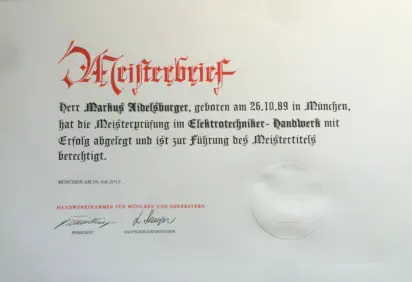 Meisterbrief
Herr Markus Aidelsburger, geboren am 26.10.89 in München,
hat die Meisterprüfung im Elektrotechniker- Handwerk mit
Erfolg abgelegt und ist zur Führung des Meistertitels
berechtigt.
MÜNCHEN AM 20. Juli 2013
HANDWERKSKAMMER FÜR MÜNCHEN UND OBERBAYERN
PRÄSIDENT HAUPTGESCHÄFTSFÜHRER